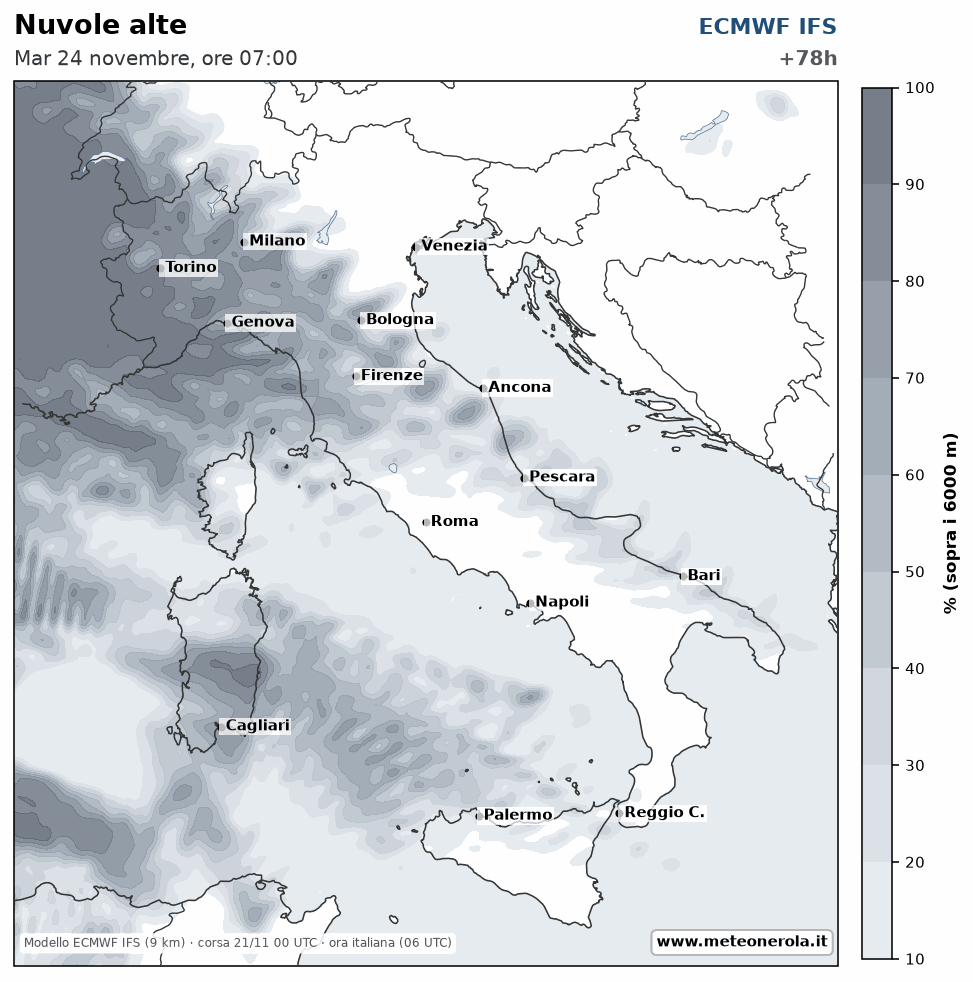 Nuvole alte
ECMWF IFS
Mar 24 novembre, ore 07:00
+78h
100
90
80
70
60
50
40
30
20
10
% (sopra i 6000 m)
Milano
Venezia
Torino
Genova
Bologna
Firenze
Ancona
Pescara
Roma
Bari
Napoli
Cagliari
Palermo
Reggio C.
Modello ECMWF IFS (9 km) · corsa 21/11 00 UTC · ora italiana (06 UTC)
www.meteonerola.it